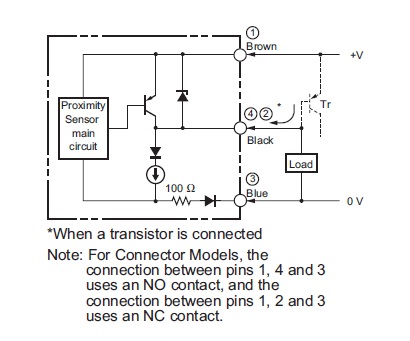 ①
Brown
+V
Proximity
Sensor
main
circuit
④ ② *
Tr
Black
Load
100 Ω
③
Blue
0 V
*When a transistor is connected
Note: For Connector Models, the
connection between pins 1, 4 and 3
uses an NO contact, and the
connection between pins 1, 2 and 3
uses an NC contact.